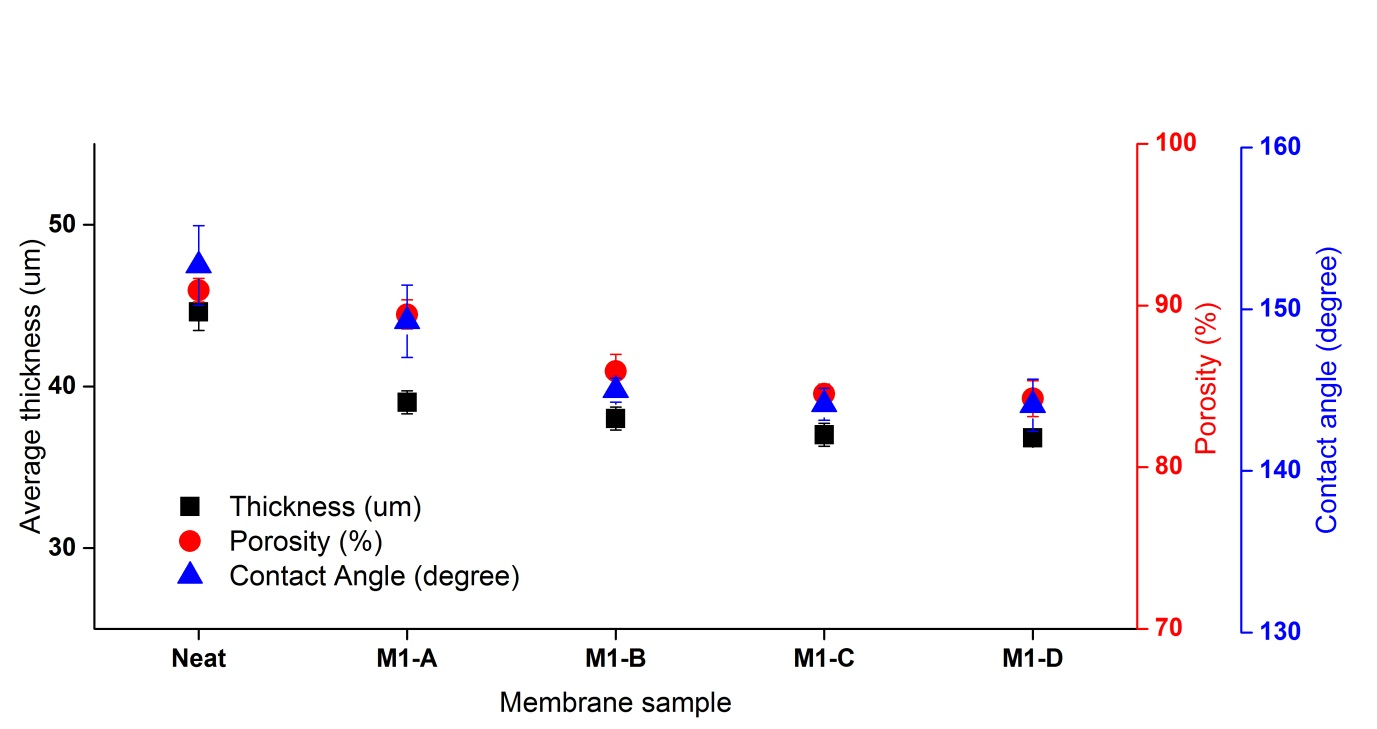 Average thickness (um)
50
40
30
Thickness (um)
Porosity (%)
Contact Angle (degree)
Neat
M1-A
M1-B
M1-C
M1-D
Membrane sample
100
90
80
70
Porosity (%)
160
150
140
130
Contact angle (degree)